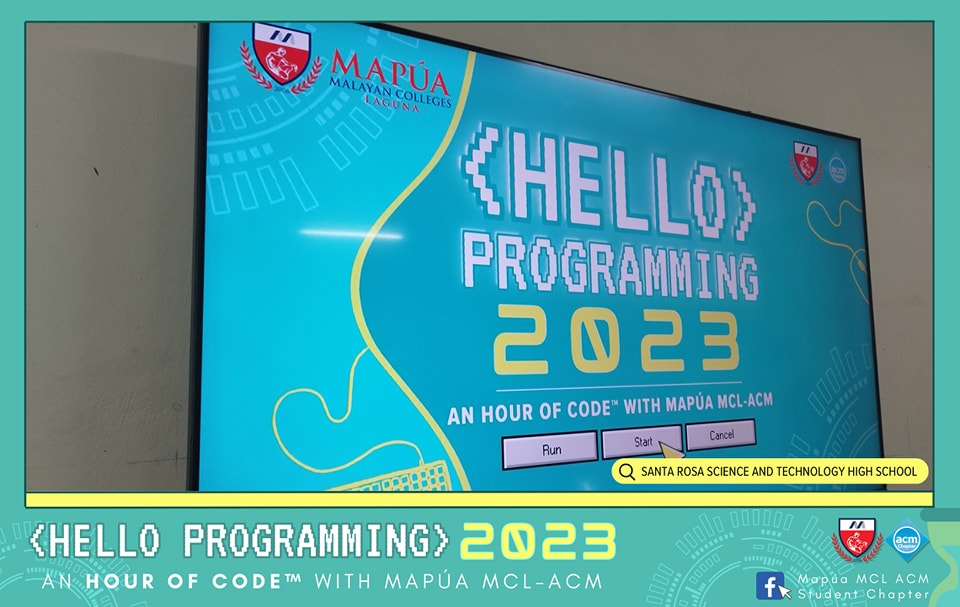 MAPÚA
MALAYAN COLLEGES
LAGUNA
acm
Chapter
<HELLO>
PROGRAMMING
2023
AN HOUR OF CODE™ WITH MAPÚA MCL-ACM
Run
Start
Cancel
SANTA ROSA SCIENCE AND TECHNOLOGY HIGH SCHOOL
<HELLO PROGRAMMING> 2023
AN HOUR OF CODE™ WITH MAPÚA MCL-ACM
acm
Chapter
f
Mapúa MCL ACM
Student Chapter